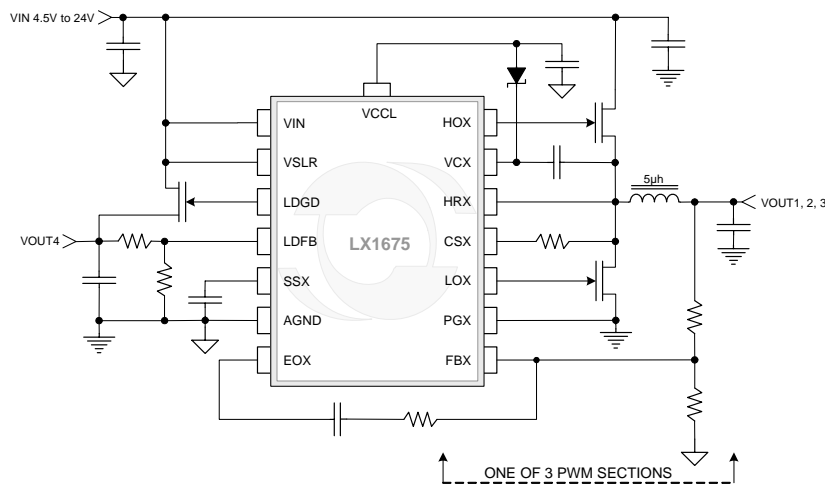 VIN 4.5V to 24V
VCCL
VIN
HOX
VSLR
VCX
LDGD
HRX
5µh
VOUT1, 2, 3
VOUT4
LDFB
LX1675
CSX
SSX
LOX
AGND
PGX
EOX
FBX
ONE OF 3 PWM SECTIONS